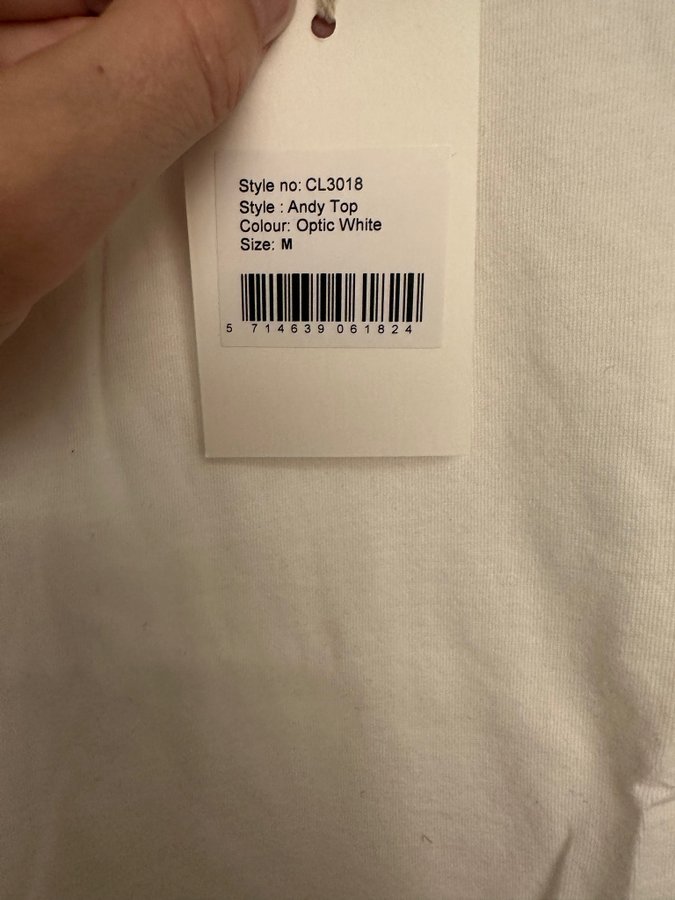 Style no: CL3018
Style : Andy Top
Colour: Optic White
Size: M
5 714639 061824